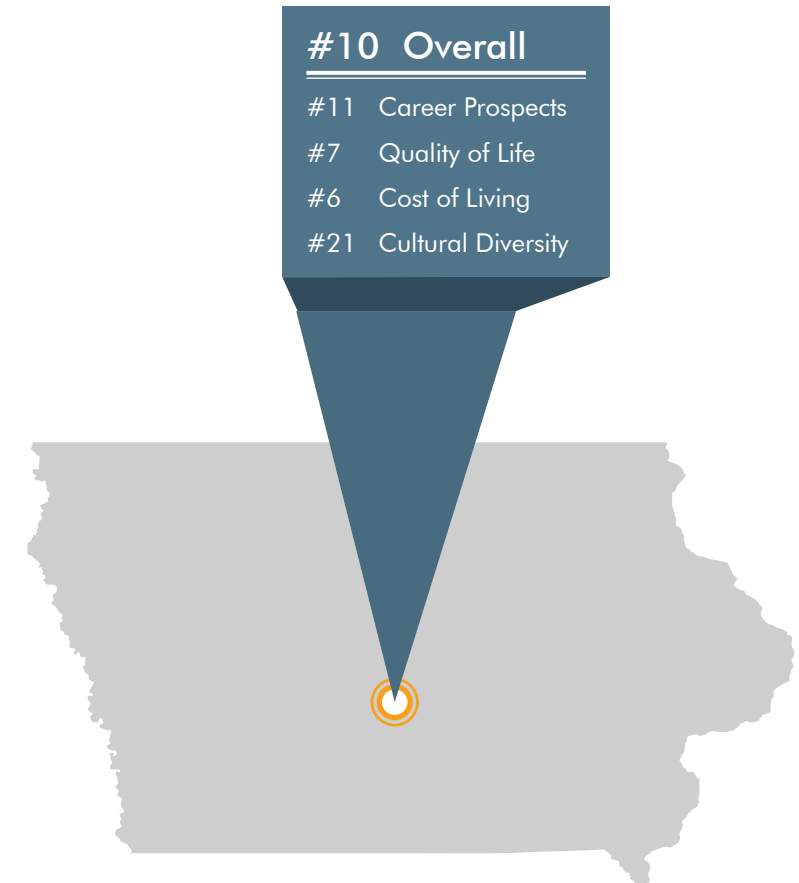 #10 Overall
#11 Career Prospects
#7 Quality of Life
#6 Cost of Living
#21 Cultural Diversity